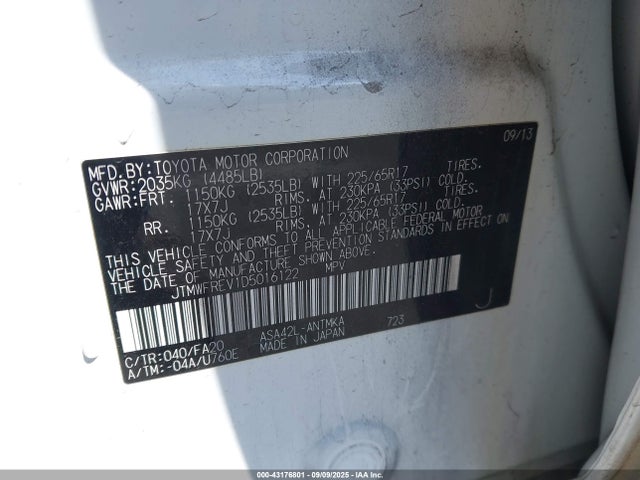 09/13
MFD.BY:TOYOTA MOTOR CORPORATION
GVWR:2035KG (4485LB)
GAWR:FRT. 1150KG (2535LB) WITH 225/65R17 TIRES.
17X7J RIMS. AT 230KPA (33PSI) COLD.
RR. 1150KG (2535LB) WITH 225/65R17 TIRES.
17X7J RIMS. AT 230KPA (33PSI) COLD.
THIS VEHICLE CONFORMS TO ALL APPLICABLE FEDERAL MOTOR
VEHICLE SAFETY AND THEFT PREVENTION STANDARDS IN EFFECT ON
THE DATE OF MANUFACTURE SHOWN ABOVE.
JTMWFREV1D5016122 MPV
J
C/TR:040/FA20 ASA42L-ANTMKA 723
A/TM:-04A/U760E MADE IN JAPAN
000-43176801 - 09/09/2025 - IAAI.COM